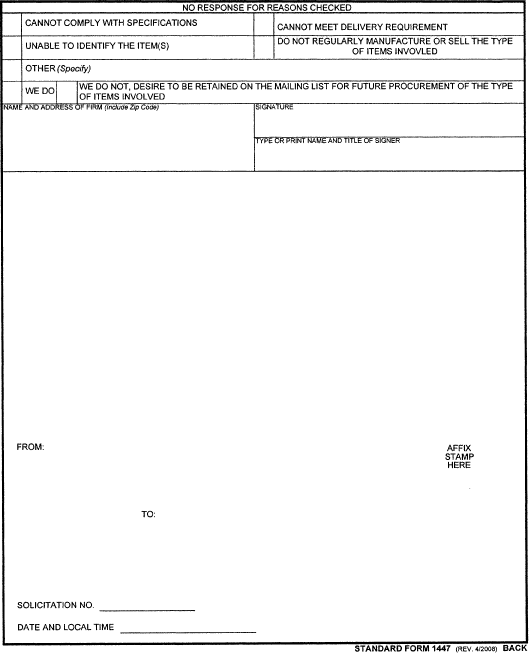 NO RESPONSE FOR REASONS CHECKED
CANNOT COMPLY WITH SPECIFICATIONS
CANNOT MEET DELIVERY REQUIREMENT
UNABLE TO IDENTIFY THE ITEM(S)
DO NOT REGULARLY MANUFACTURE OR SELL THE TYPE
OF ITEMS INVOVLED
OTHER (Specify)
WE DO
WE DO NOT, DESIRE TO BE RETAINED ON THE MAILING LIST FOR FUTURE PROCUREMENT OF THE TYPE
OF ITEMS INVOLVED
NAME AND ADDRESS OF FIRM (Include Zip Code)
SIGNATURE
TYPE OR PRINT NAME AND TITLE OF SIGNER
FROM:
AFFIX
STAMP
HERE
TO:
SOLICITATION NO.
DATE AND LOCAL TIME
STANDARD FORM 1447 (REV. 4/2008) BACK